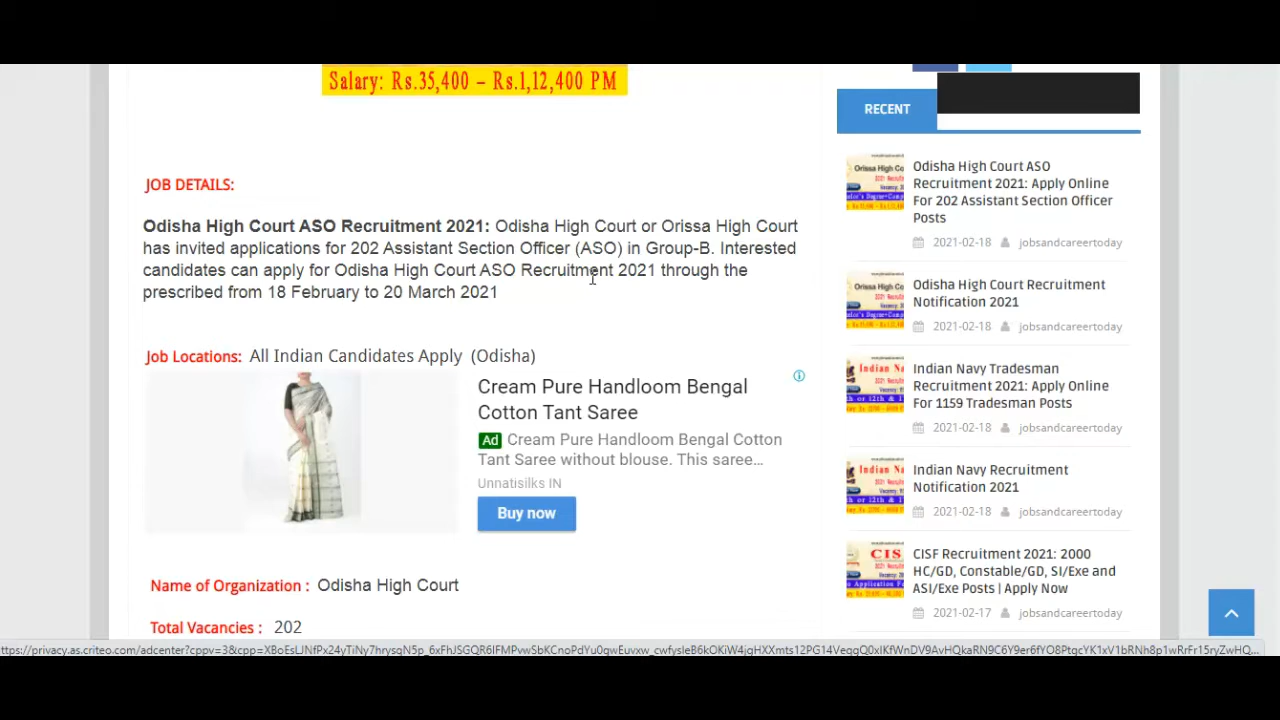 Salary: Rs.35,400 – Rs.1,12,400 PM
JOB DETAILS:
Odisha High Court ASO Recruitment 2021: Odisha High Court or Orissa High Court
has invited applications for 202 Assistant Section Officer (ASO) in Group-B. Interested
candidates can apply for Odisha High Court ASO Recruitment 2021 through the
prescribed from 18 February to 20 March 2021
Job Locations: All Indian Candidates Apply (Odisha)
Cream Pure Handloom Bengal
Cotton Tant Saree
Ad Cream Pure Handloom Bengal Cotton
Tant Saree without blouse. This saree...
Unnatisilks IN
Buy now
Name of Organization : Odisha High Court
Total Vacancies : 202
RECENT
Odisha High Court ASO
Recruitment 2021: Apply Online
For 202 Assistant Section Officer
Posts
2021-02-18 jobsandcareertoday
Odisha High Court Recruitment
Notification 2021
2021-02-18 jobsandcareertoday
Indian Navy Tradesman
Recruitment 2021: Apply Online
For 1159 Tradesman Posts
2021-02-18 jobsandcareertoday
Indian Navy Recruitment
Notification 2021
2021-02-18 jobsandcareertoday
CISF Recruitment 2021: 2000
HC/GD, Constable/GD, SI/Exe and
ASI/Exe Posts | Apply Now
2021-02-17 jobsandcareertoday